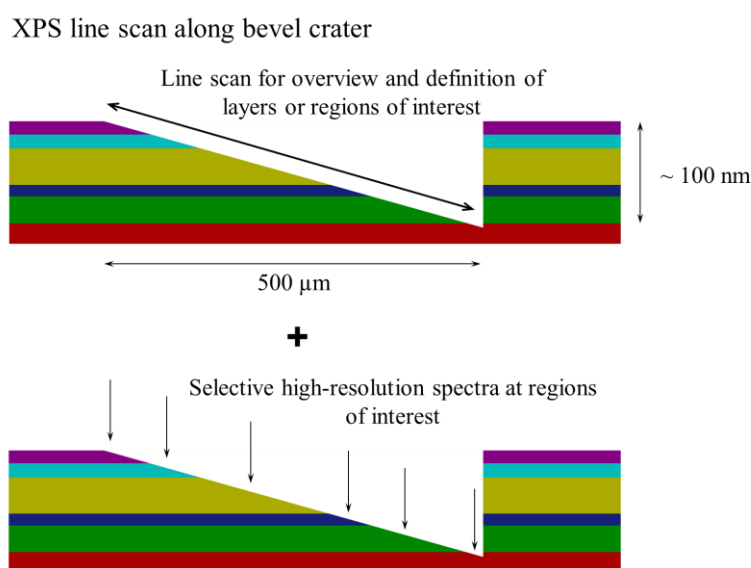 XPS line scan along bevel crater
Line scan for overview and definition of
layers or regions of interest
~ 100 nm
500 µm
+
Selective high-resolution spectra at regions
of interest